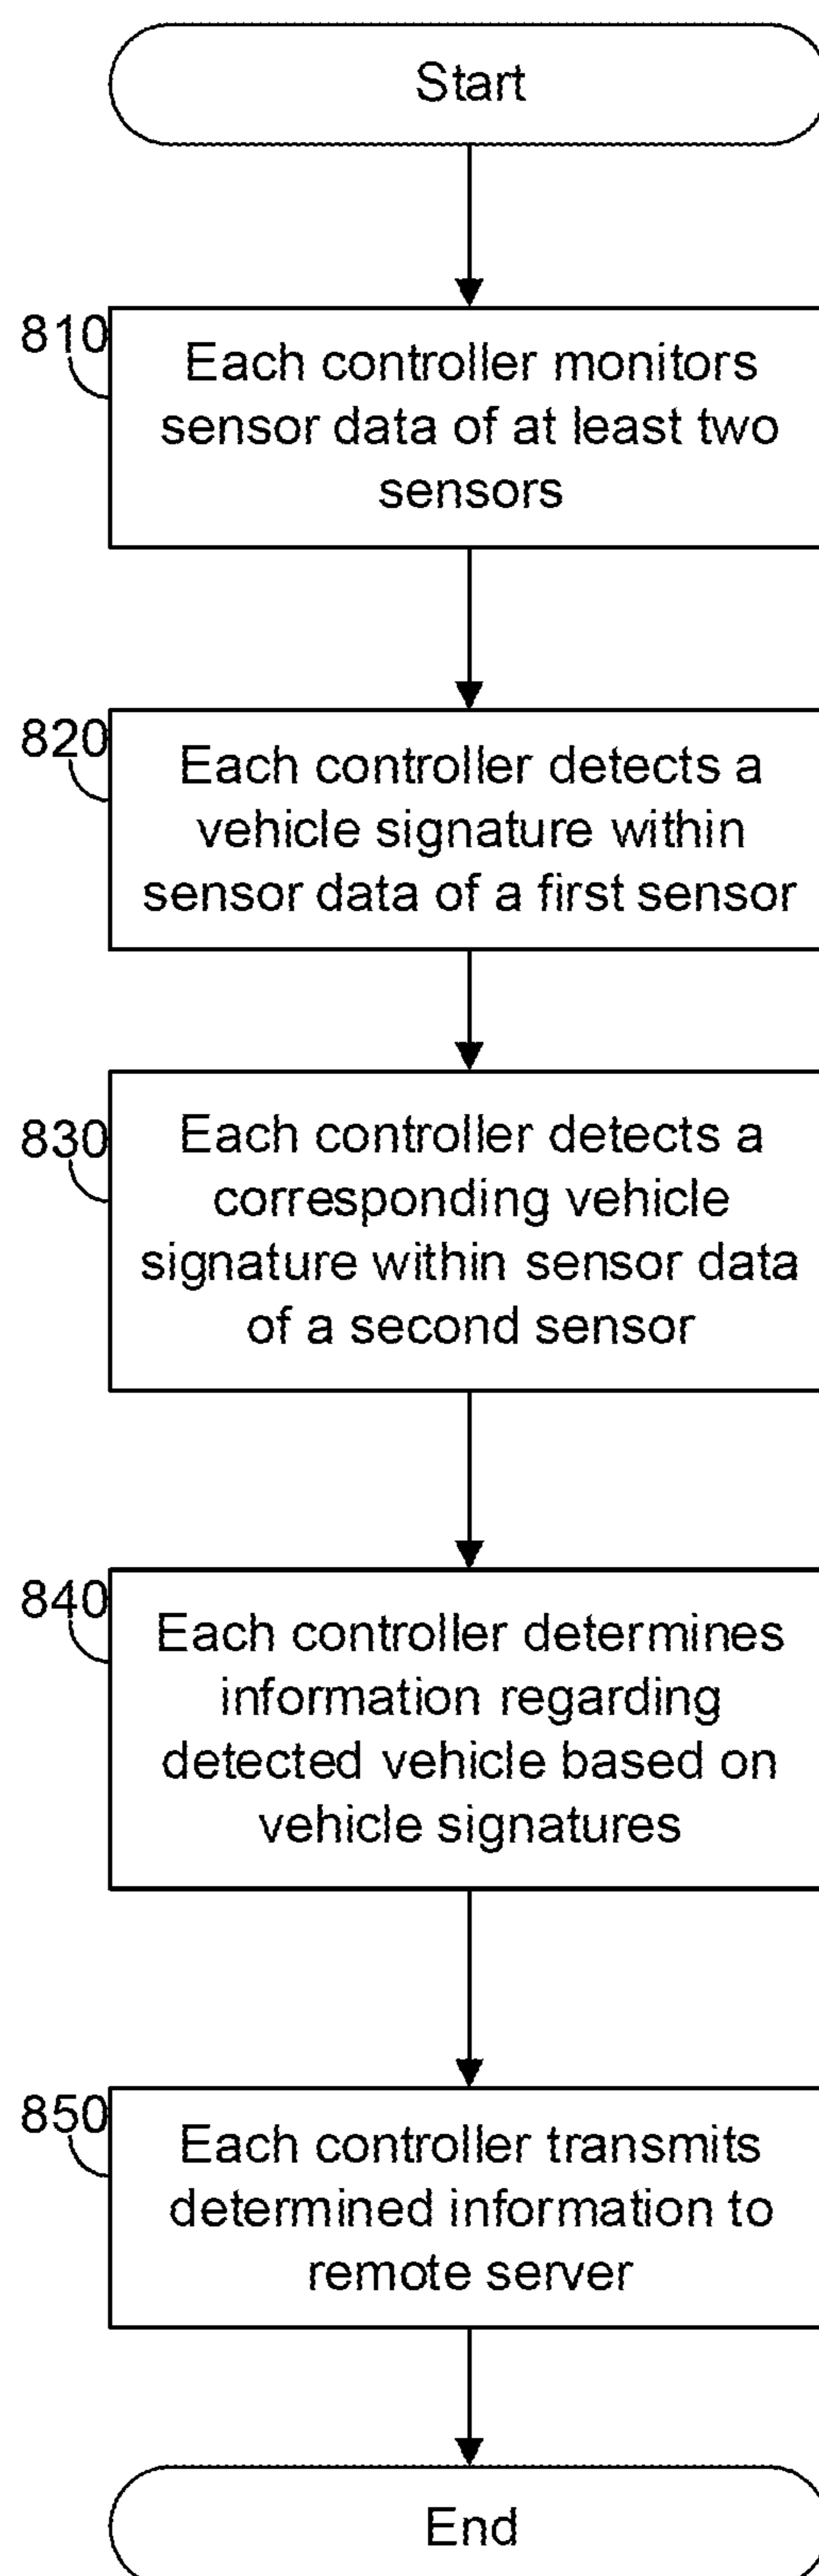 Start
810
Each controller monitors
sensor data of at least two
sensors
820
Each controller detects a
vehicle signature within
sensor data of a first sensor
830
Each controller detects a
corresponding vehicle
signature within sensor data
of a second sensor
840
Each controller determines
information regarding
detected vehicle based on
vehicle signatures
850
Each controller transmits
determined information to
remote server
End